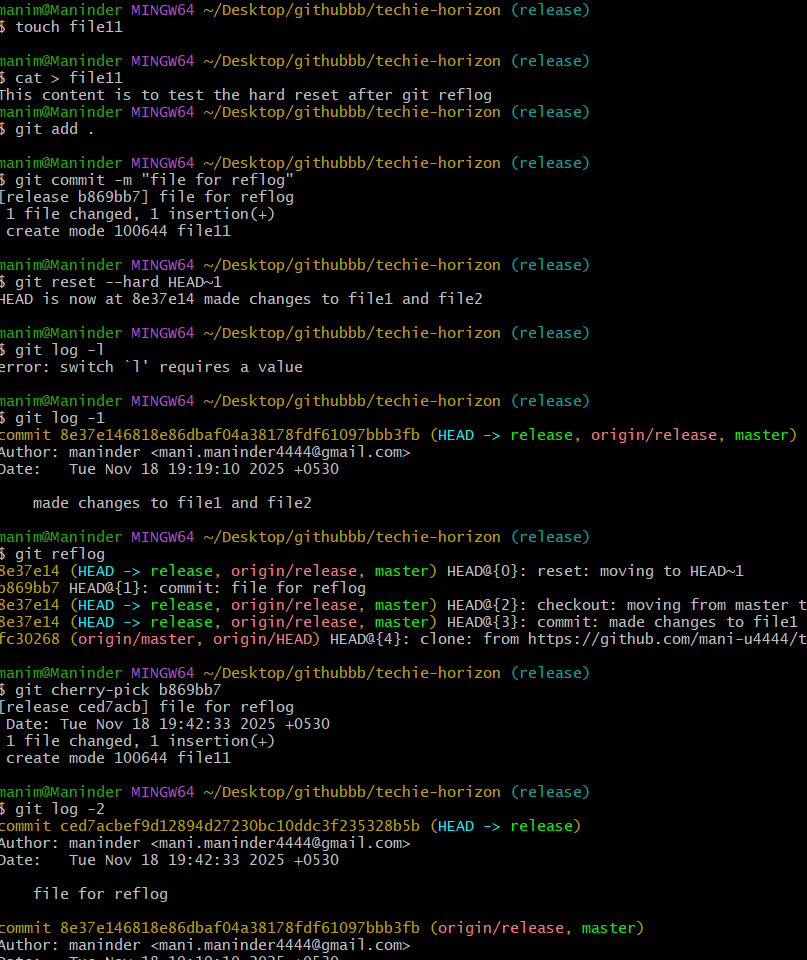 manim@Maninder MINGW64 ~/Desktop/githubbb/techie-horizon (release)
$ touch file11
manim@Maninder MINGW64 ~/Desktop/githubbb/techie-horizon (release)
$ cat > file11
This content is to test the hard reset after git reflog
manim@Maninder MINGW64 ~/Desktop/githubbb/techie-horizon (release)
$ git add .
manim@Maninder MINGW64 ~/Desktop/githubbb/techie-horizon (release)
$ git commit -m "file for reflog"
[release b869bb7] file for reflog
1 file changed, 1 insertion(+)
create mode 100644 file11
manim@Maninder MINGW64 ~/Desktop/githubbb/techie-horizon (release)
$ git reset --hard HEAD~1
HEAD is now at 8e37e14 made changes to file1 and file2
manim@Maninder MINGW64 ~/Desktop/githubbb/techie-horizon (release)
$ git log -l
error: switch `l' requires a value
manim@Maninder MINGW64 ~/Desktop/githubbb/techie-horizon (release)
$ git log -1
commit 8e37e146818e86dbaf04a38178fdf61097bbb3fb (HEAD -> release, origin/release, master)
Author: maninder <mani.maninder4444@gmail.com>
Date:   Tue Nov 18 19:19:10 2025 +0530
made changes to file1 and file2
manim@Maninder MINGW64 ~/Desktop/githubbb/techie-horizon (release)
$ git reflog
8e37e14 (HEAD -> release, origin/release, master) HEAD@{0}: reset: moving to HEAD~1
b869bb7 HEAD@{1}: commit: file for reflog
8e37e14 (HEAD -> release, origin/release, master) HEAD@{2}: checkout: moving from master t
8e37e14 (HEAD -> release, origin/release, master) HEAD@{3}: commit: made changes to file1
fc30268 (origin/master, origin/HEAD) HEAD@{4}: clone: from https://github.com/mani-u4444/t
manim@Maninder MINGW64 ~/Desktop/githubbb/techie-horizon (release)
$ git cherry-pick b869bb7
[release ced7acb] file for reflog
Date: Tue Nov 18 19:42:33 2025 +0530
1 file changed, 1 insertion(+)
create mode 100644 file11
manim@Maninder MINGW64 ~/Desktop/githubbb/techie-horizon (release)
$ git log -2
commit ced7acbef9d12894d27230bc10ddc3f235328b5b (HEAD -> release)
Author: maninder <mani.maninder4444@gmail.com>
Date:   Tue Nov 18 19:42:33 2025 +0530
file for reflog
commit 8e37e146818e86dbaf04a38178fdf61097bbb3fb (origin/release, master)
Author: maninder <mani.maninder4444@gmail.com>
Date:   Tue Nov 18 19:19:10 2025 +0530